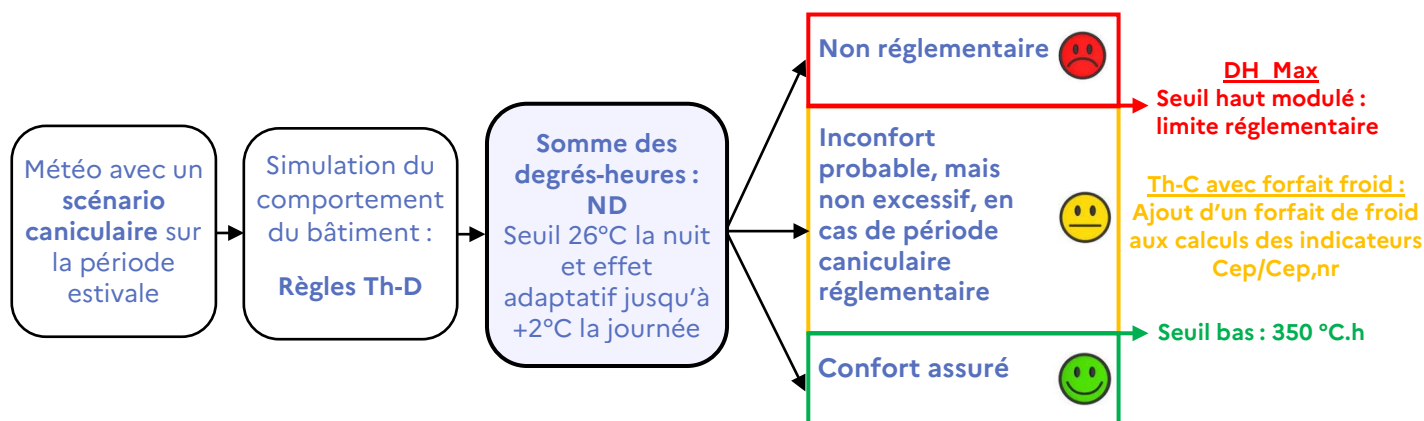 Météo avec un
scénario
caniculaire sur
la période
estivale
Simulation du
comportement
du bâtiment :
Règles Th-D
Somme des
degrés-heures :
ND
Seuil 26°C la nuit
et effet
adaptatif jusqu'à
+2°C la journée
Non réglementaire
Inconfort
probable, mais
non excessif, en
cas de période
caniculaire
réglementaire
Confort assuré
DH_Max
Seuil haut modulé :
limite réglementaire
Th-C avec forfait froid :
Ajout d'un forfait de froid
aux calculs des indicateurs
Cep/Cep,nr
Seuil bas : 350 °C.h